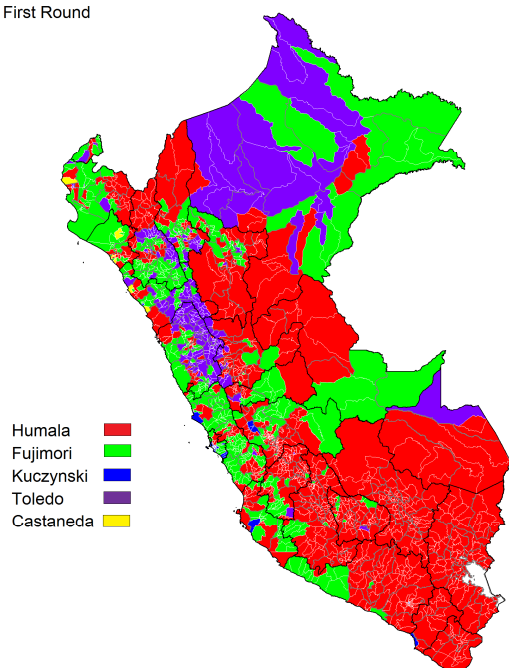 First Round
Humala
Fujimori
Kuczynski
Toledo
Castaneda